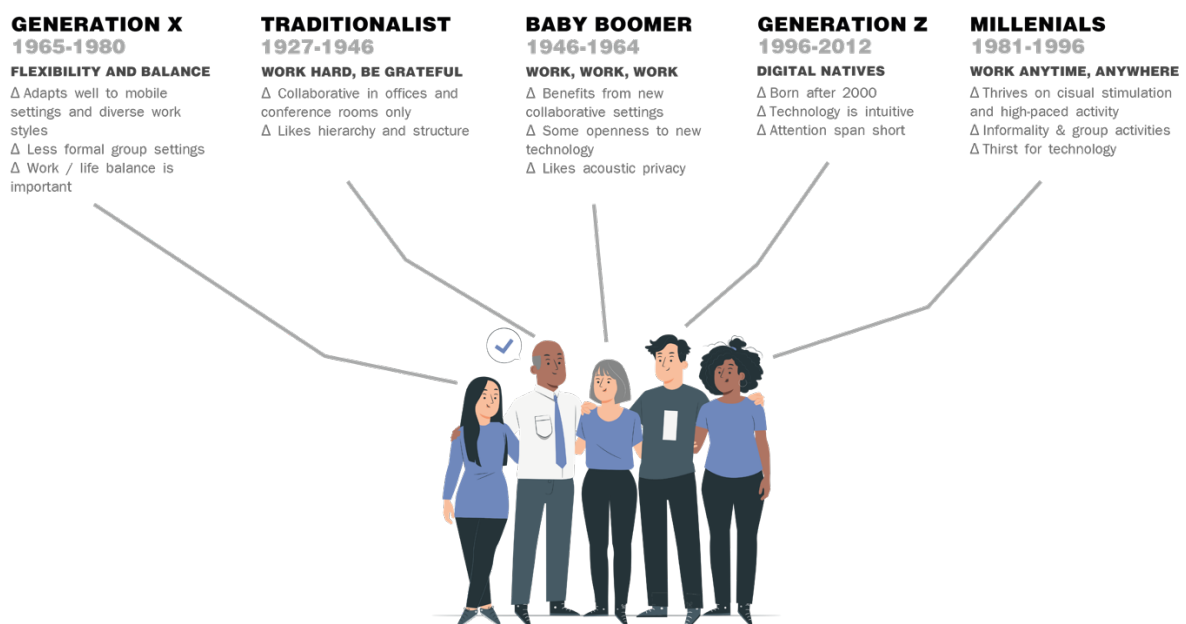 GENERATION X
1965-1980
FLEXIBILITY AND BALANCE
Δ Adapts well to mobile
settings and diverse work
styles
Δ Less formal group settings
Δ Work / life balance is
important
TRADITIONALIST
1927-1946
WORK HARD, BE GRATEFUL
Δ Collaborative in offices and
conference rooms only
Δ Likes hierarchy and structure
BABY BOOMER
1946-1964
WORK, WORK, WORK
Δ Benefits from new
collaborative settings
Δ Some openness to new
technology
Δ Likes acoustic privacy
GENERATION Z
1996-2012
DIGITAL NATIVES
Δ Born after 2000
Δ Technology is intuitive
Δ Attention span short
MILLENIALS
1981-1996
WORK ANYTIME, ANYWHERE
Δ Thrives on cisual stimulation
and high-paced activity
Δ Informality & group activities
Δ Thirst for technology